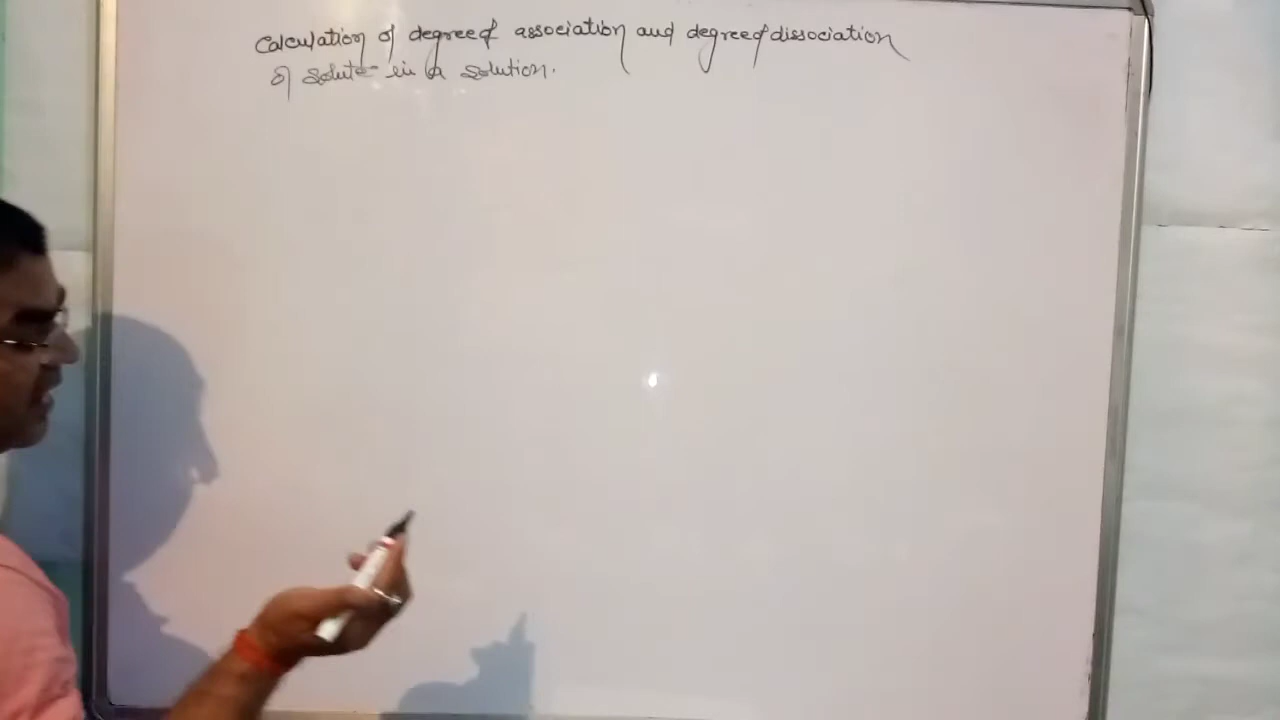 Calculation of degree of association and degree of dissociation
of solute in a solution.